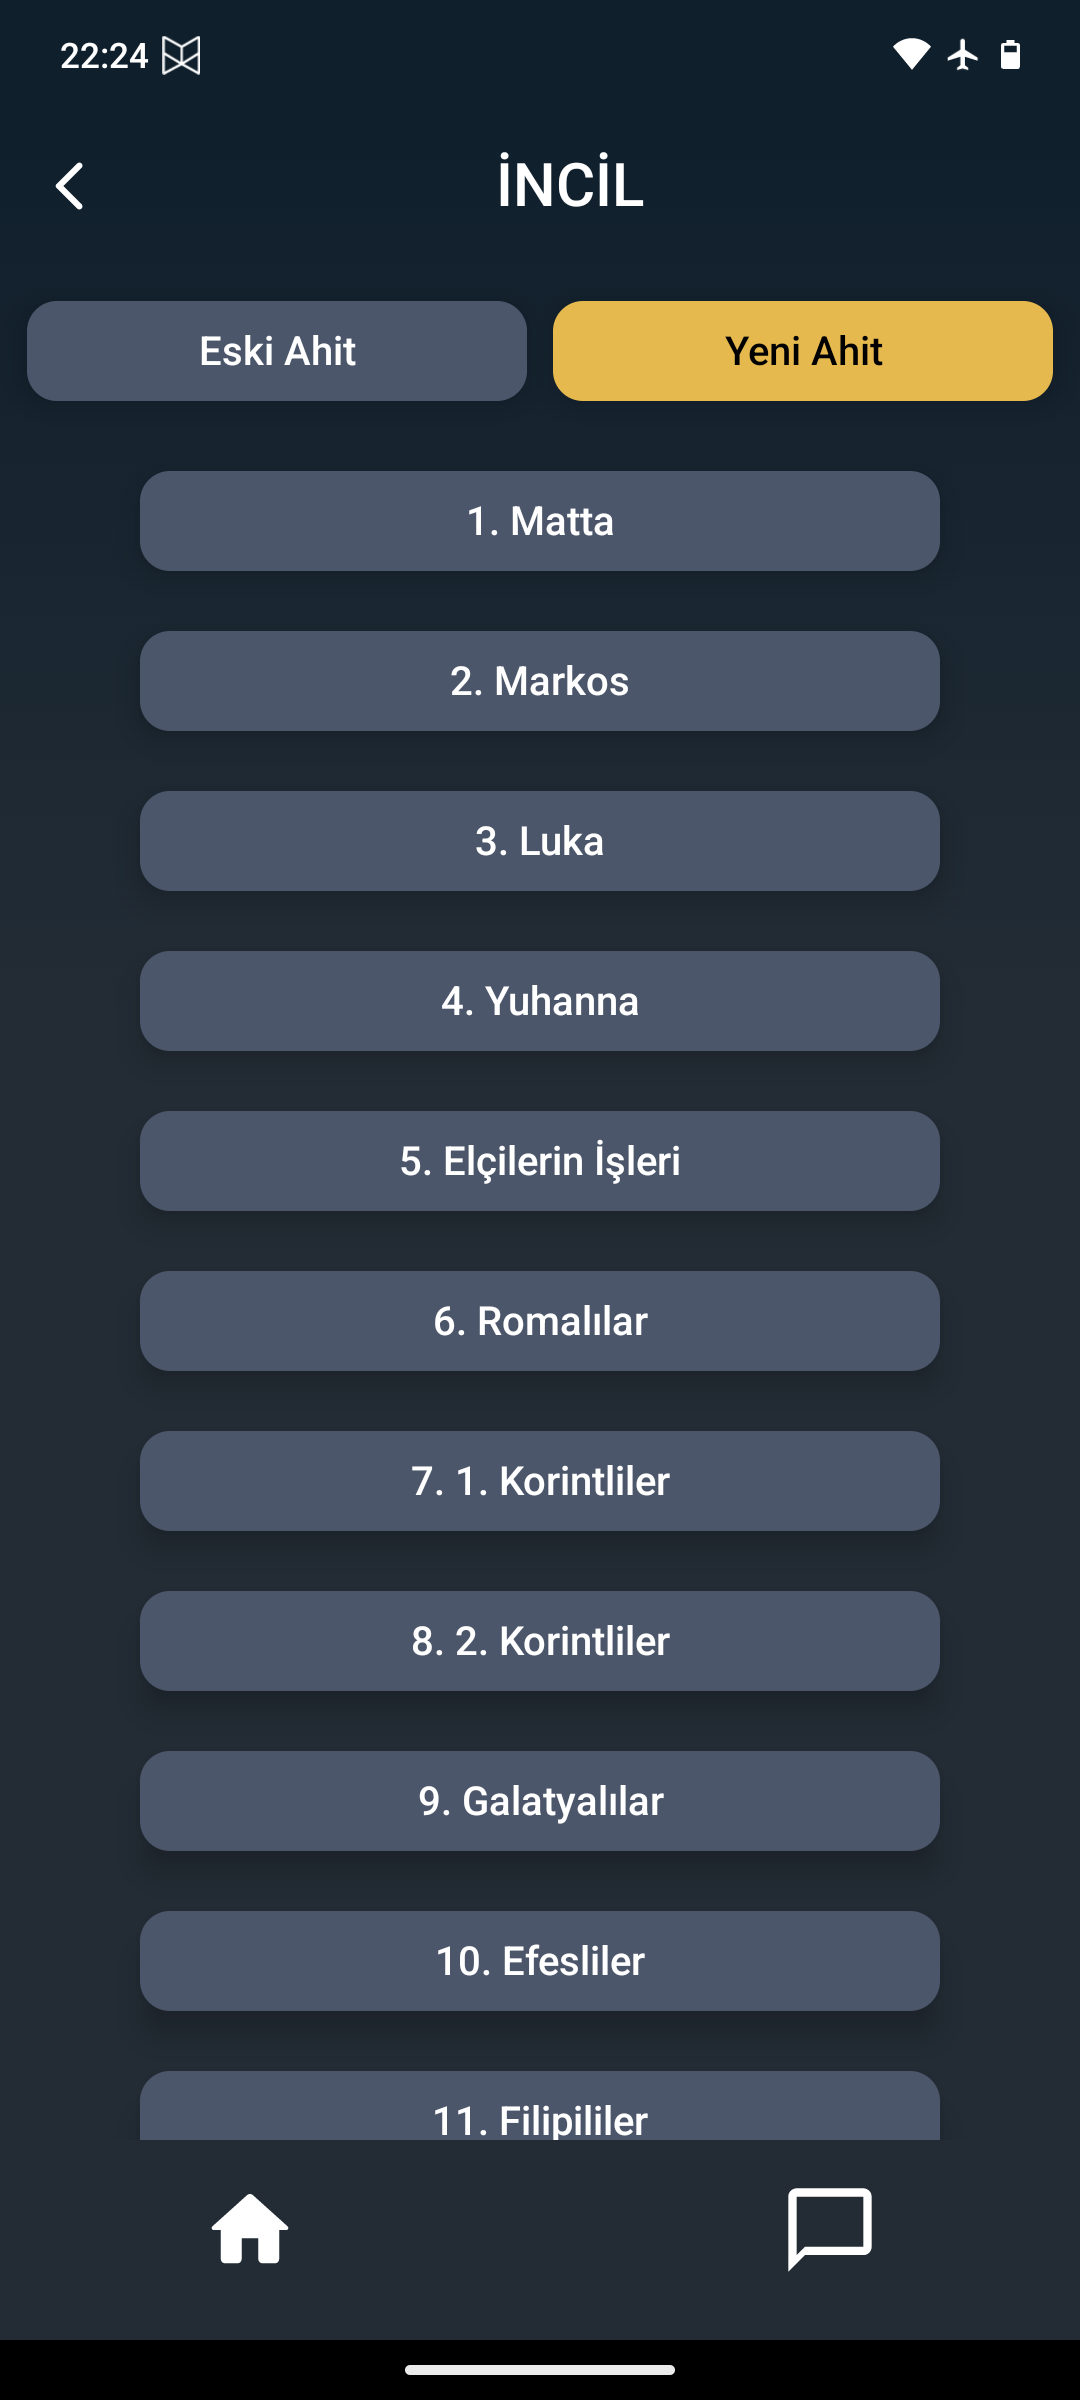 22:24
İNCİL
Eski Ahit
Yeni Ahit
1. Matta
2. Markos
3. Luka
4. Yuhanna
5. Elçilerin İşleri
6. Romalılar
7. 1. Korintliler
8. 2. Korintliler
9. Galatyalılar
10. Efesliler
11. Filipililer